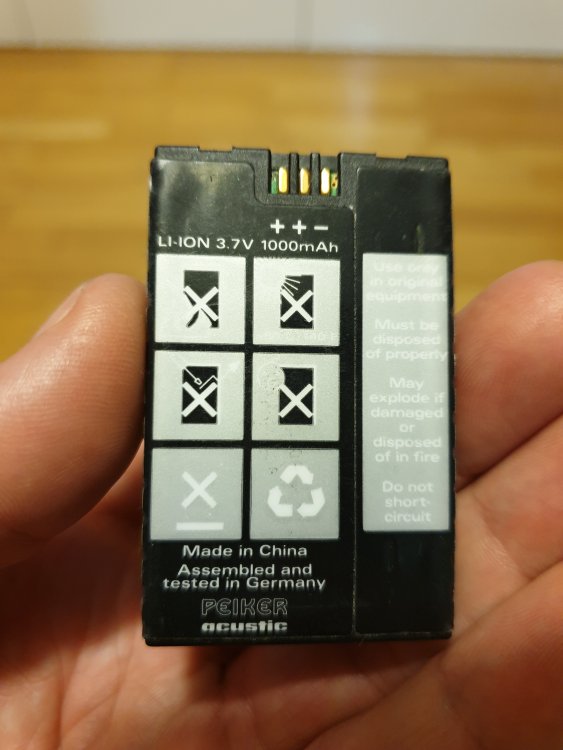 + + −
LI-ION 3.7V 1000mAh
Use only
in original
equipment
Must be
disposed
of properly
May
explode if
damaged
or
disposed
of in fire
Do not
short-
circuit
Made in China
Assembled and
tested in Germany
PEIKER
acustic